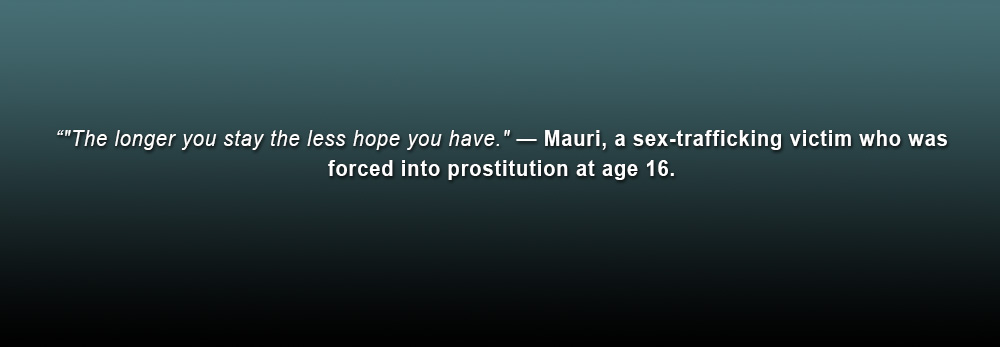 “"The longer you stay the less hope you have." — Mauri, a sex-trafficking victim who was
forced into prostitution at age 16.